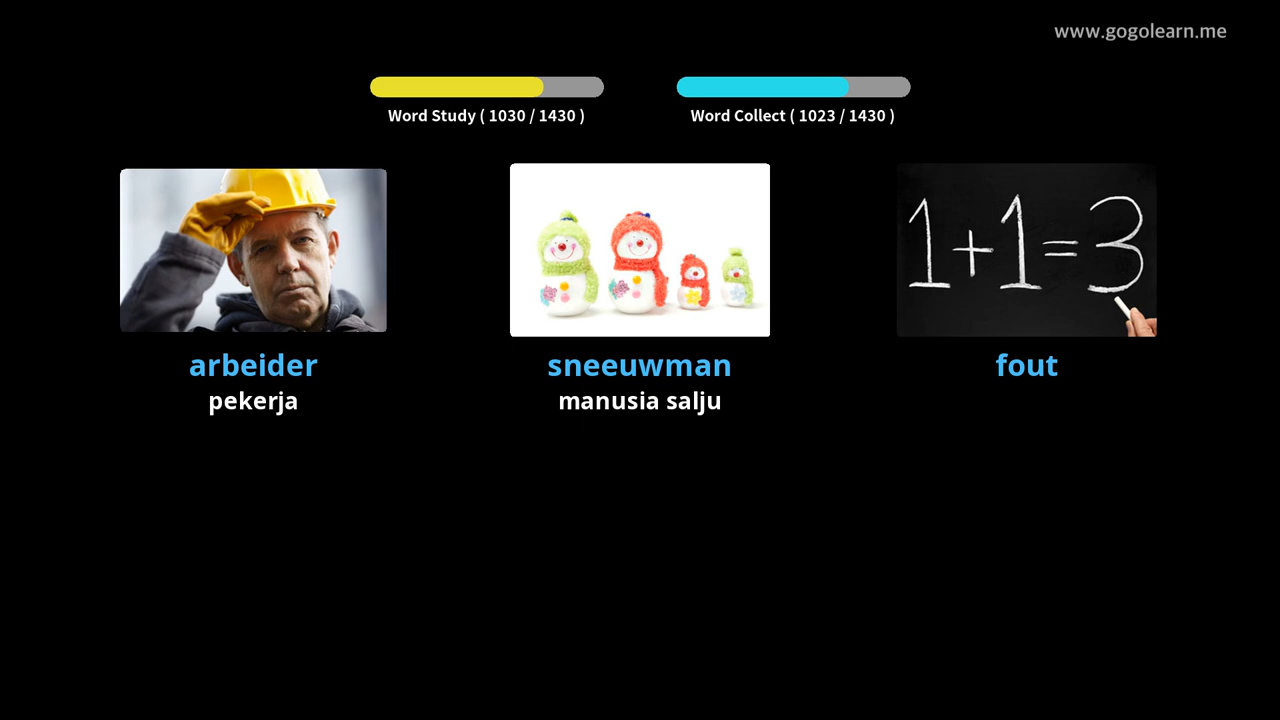 www.gogolearn.me
Word Study ( 1030 / 1430 )
Word Collect ( 1023 / 1430 )
1+1=3
arbeider
sneeuwman
fout
pekerja
manusia salju